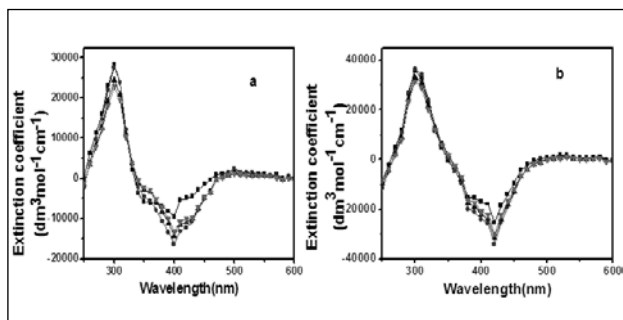 a
Extinction coefficient
(dm3mol-1cm-1)
30000
20000
10000
0
-10000
-20000
300
400
500
600
Wavelength(nm)
b
Extinction coefficient
(dm3mol-1cm-1)
40000
20000
0
-20000
-40000
300
400
500
6000
Wavelength(nm)